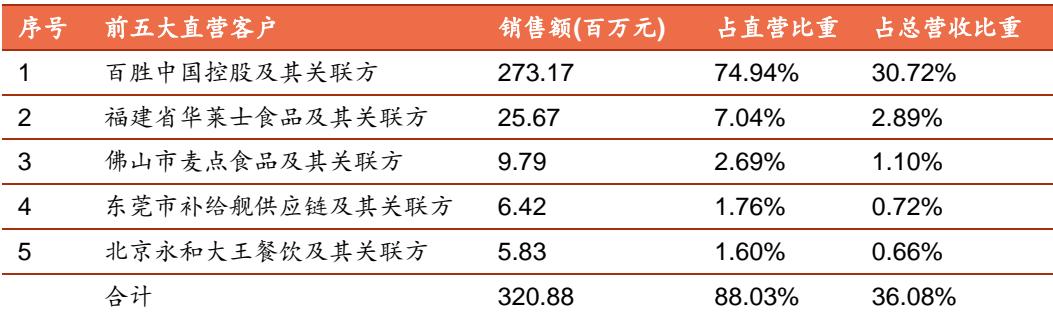 序号 前五大直营客户 销售额(百万元) 占直营比重 占总营收比重
1 百胜中国控股及其关联方 273.17 74.94% 30.72%
2 福建省华莱士食品及其关联方 25.67 7.04% 2.89%
3 佛山市麦点食品及其关联方 9.79 2.69% 1.10%
4 东莞市补给舰供应链及其关联方 6.42 1.76% 0.72%
5 北京永和大王餐饮及其关联方 5.83 1.60% 0.66%
合计 320.88 88.03% 36.08%